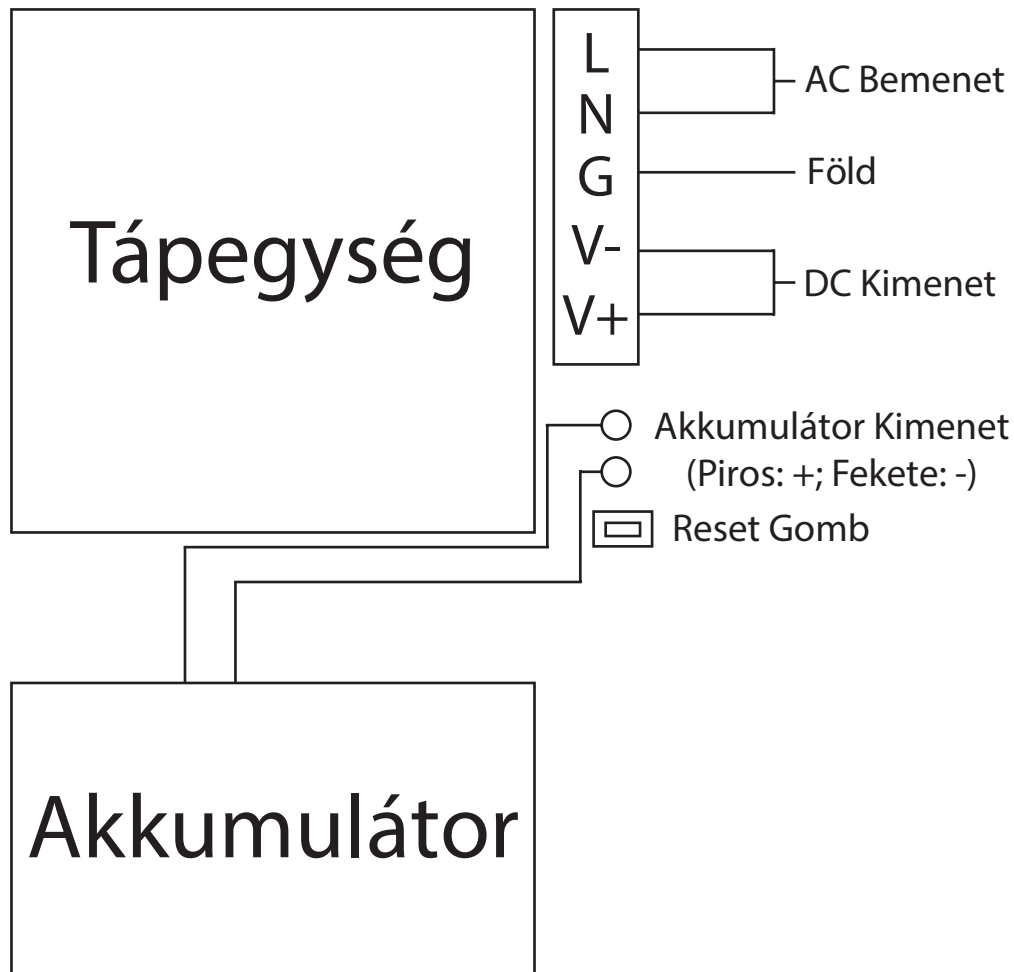 Tápegység
L
N
G
V-
V+
AC Bemenet
Föld
DC Kimenet
Akkumulátor Kimenet
(Piros: +; Fekete: -)
Reset Gomb
Akkumulátor